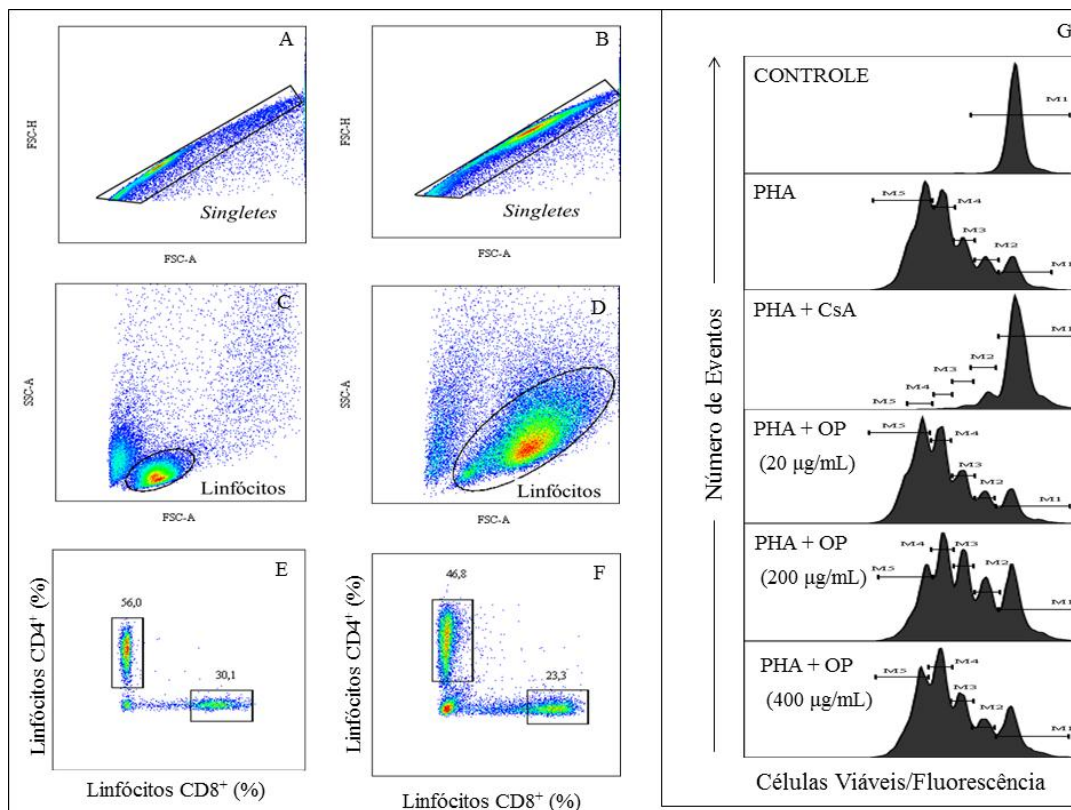 A
FSC-H
Singletes
FSC-A
B
FSC-H
Singletes
FSC-A
C
SSC-A
Linfócitos
FSC-A
D
SSC-A
Linfócitos
FSC-A
E
Linfócitos CD4+ (%)
56,0
30,1
Linfócitos CD8+ (%)
F
Linfócitos CD4+ (%)
46,8
23,3
Linfócitos CD8+ (%)
G
Número de Eventos
CONTROLE
M1
PHA
M5
M4
M3
M2
M1
PHA + CsA
M1
M2
M3
M4
M5
PHA + OP
(20 µg/mL)
M5
M4
M3
M2
M1
PHA + OP
(200 µg/mL)
M4
M3
M5
M2
M1
PHA + OP
(400 µg/mL)
M5
M4
M3
M2
M1
Células Viáveis/Fluorescência